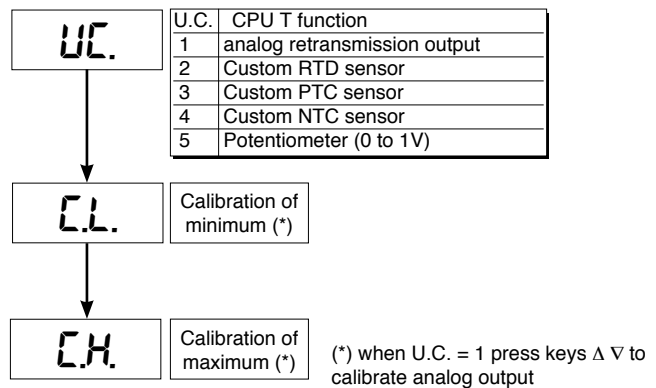 U.C.
U.C. CPU T function
1 analog retransmission output
2 Custom RTD sensor
3 Custom PTC sensor
4 Custom NTC sensor
5 Potentiometer (0 to 1V)
C.L.
Calibration of
minimum (*)
C.H.
Calibration of
maximum (*)
(*) when U.C. = 1 press keys Δ ∇ to
calibrate analog output